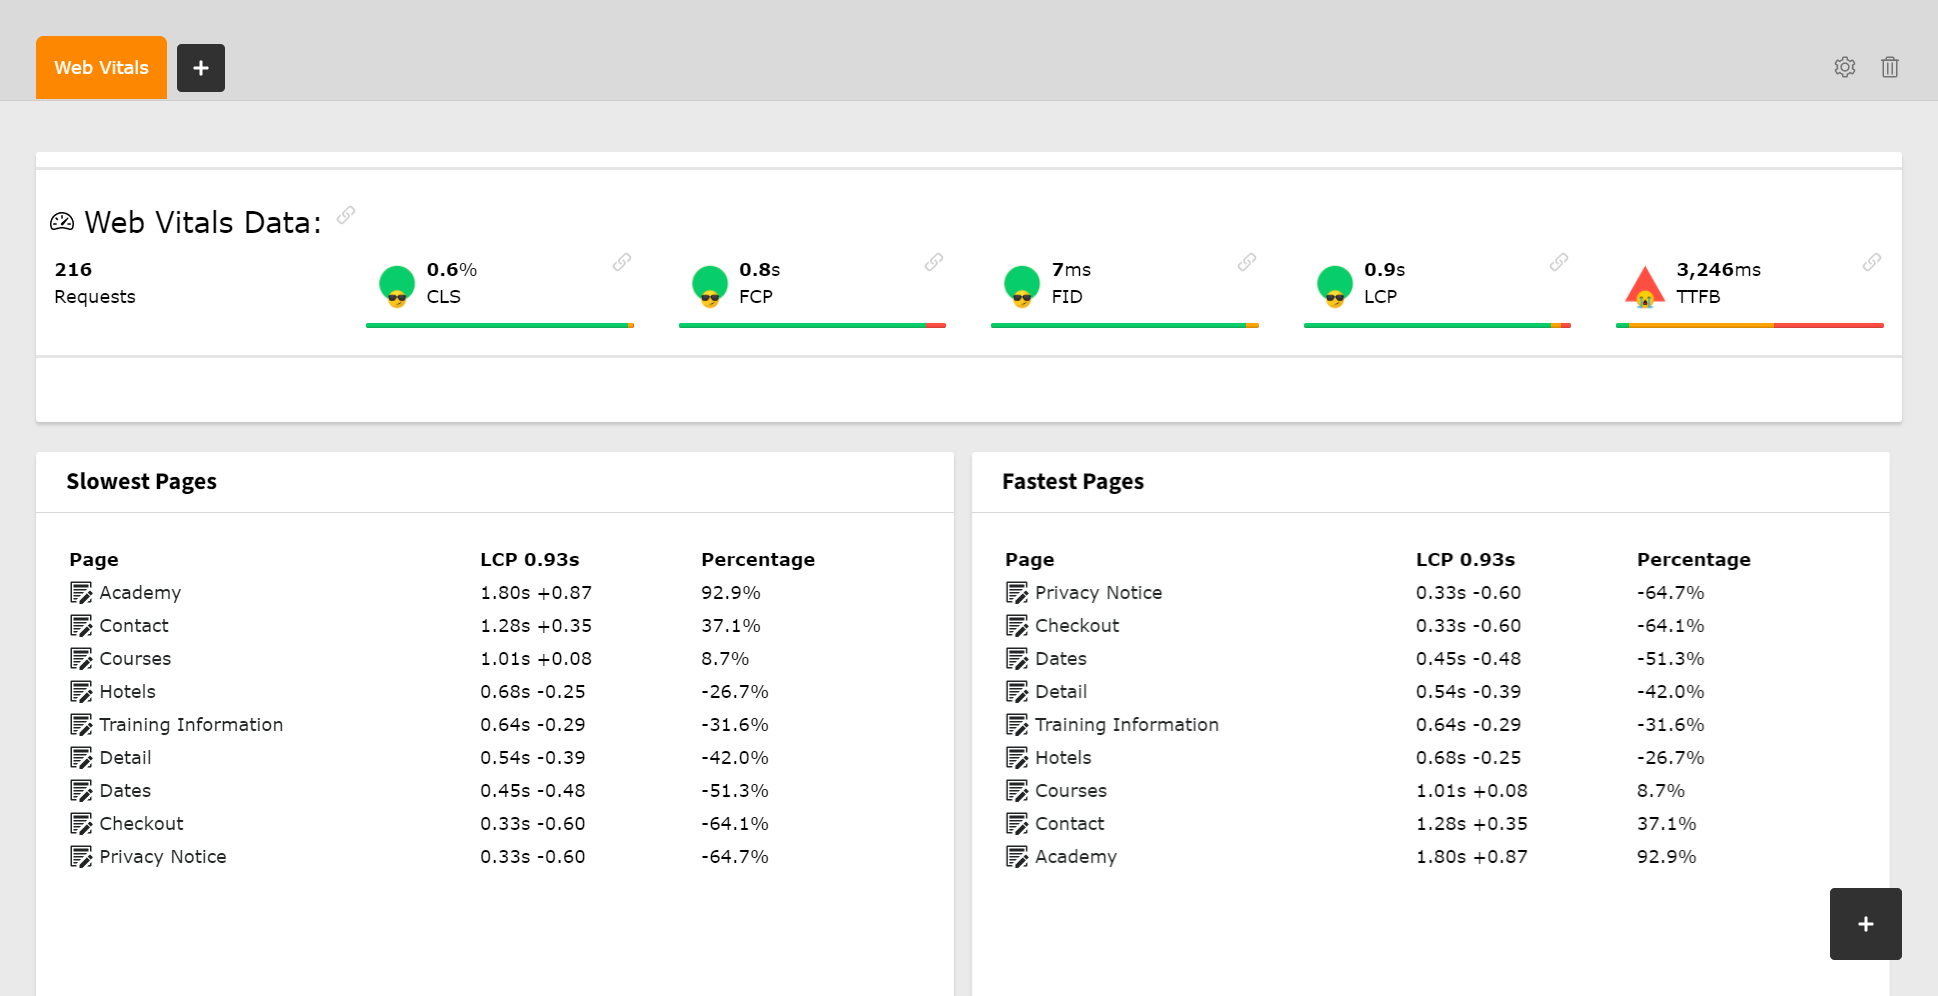 Web Vitals
+
Web Vitals Data:
216
Requests
0.6%
CLS
0.8s
FCP
7ms
FID
0.9s
LCP
3,246ms
TTFB
Slowest Pages
Page LCP 0.93s Percentage
Academy 1.80s +0.87 92.9%
Contact 1.28s +0.35 37.1%
Courses 1.01s +0.08 8.7%
Hotels 0.68s -0.25 -26.7%
Training Information 0.64s -0.29 -31.6%
Detail 0.54s -0.39 -42.0%
Dates 0.45s -0.48 -51.3%
Checkout 0.33s -0.60 -64.1%
Privacy Notice 0.33s -0.60 -64.7%
Fastest Pages
Page LCP 0.93s Percentage
Privacy Notice 0.33s -0.60 -64.7%
Checkout 0.33s -0.60 -64.1%
Dates 0.45s -0.48 -51.3%
Detail 0.54s -0.39 -42.0%
Training Information 0.64s -0.29 -31.6%
Hotels 0.68s -0.25 -26.7%
Courses 1.01s +0.08 8.7%
Contact 1.28s +0.35 37.1%
Academy 1.80s +0.87 92.9%
+